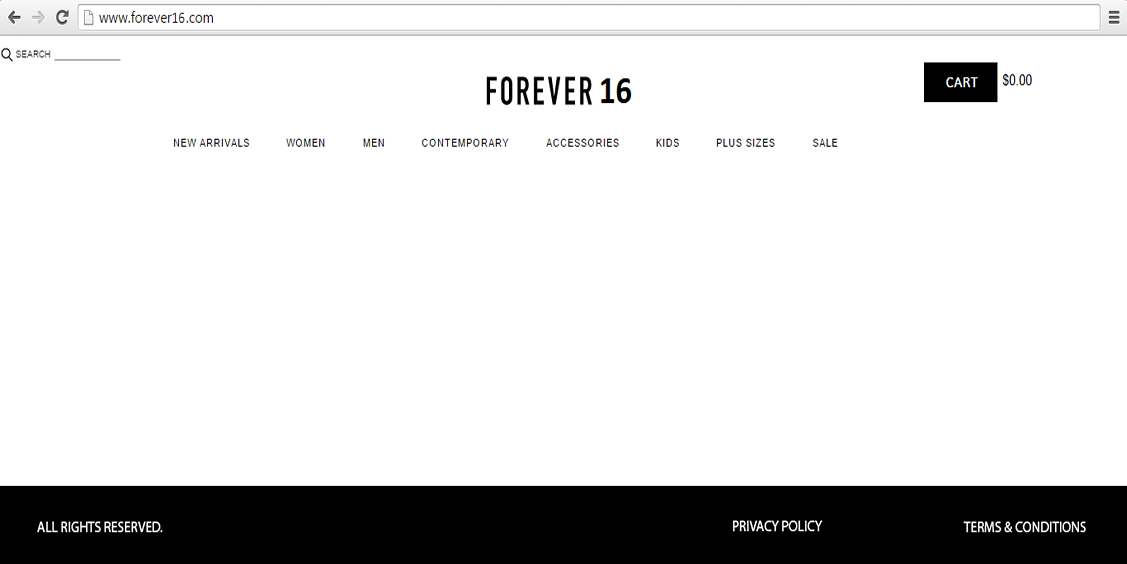 www.forever16.com
SEARCH
FOREVER 16
CART $0.00
NEW ARRIVALS WOMEN MEN CONTEMPORARY ACCESSORIES KIDS PLUS SIZES SALE
ALL RIGHTS RESERVED. PRIVACY POLICY TERMS & CONDITIONS